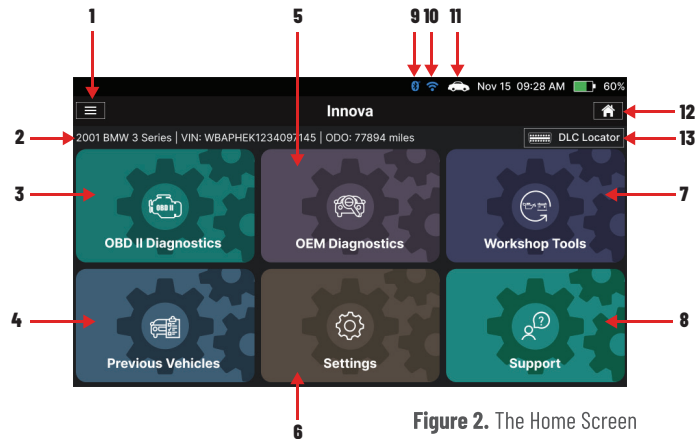 1
5
9 10 11
Nov 15 09:28 AM 60%
Innova
12
2
2001 BMW 3 Series | VIN: WBAPHEK1234097145 | ODO: 77894 miles
DLC Locator
13
3
OBD II
OBD II Diagnostics
OEM Diagnostics
Workshop Tools
7
4
Previous Vehicles
Settings
?
Support
8
6
Figure 2. The Home Screen